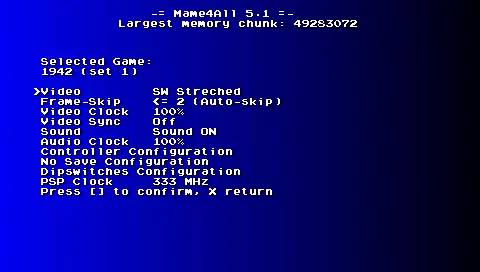 -= Mame4All 5.1 =-
Largest memory chunk: 49283072
Selected Game:
1942 (set 1)
>Video SW Streched
Frame-Skip <= 2 (Auto-skip)
Video Clock 100%
Video Sync Off
Sound Sound ON
Audio Clock 100%
Controller Configuration
No Save Configuration
Dipswitches Configuration
PSP Clock 333 MHz
Press [] to confirm, X return